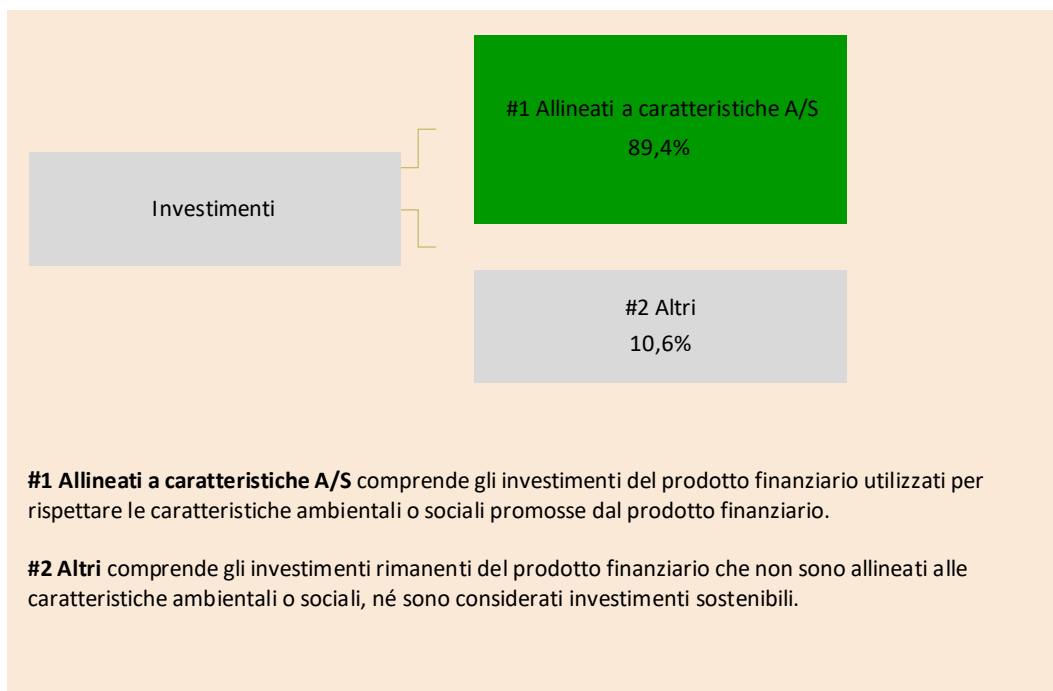 #1 Allineati a caratteristiche A/S
89,4%
Investimenti
#2 Altri
10,6%
#1 Allineati a caratteristiche A/S comprende gli investimenti del prodotto finanziario utilizzati per
rispettare le caratteristiche ambientali o sociali promosse dal prodotto finanziario.
#2 Altri comprende gli investimenti rimanenti del prodotto finanziario che non sono allineati alle
caratteristiche ambientali o sociali, né sono considerati investimenti sostenibili.